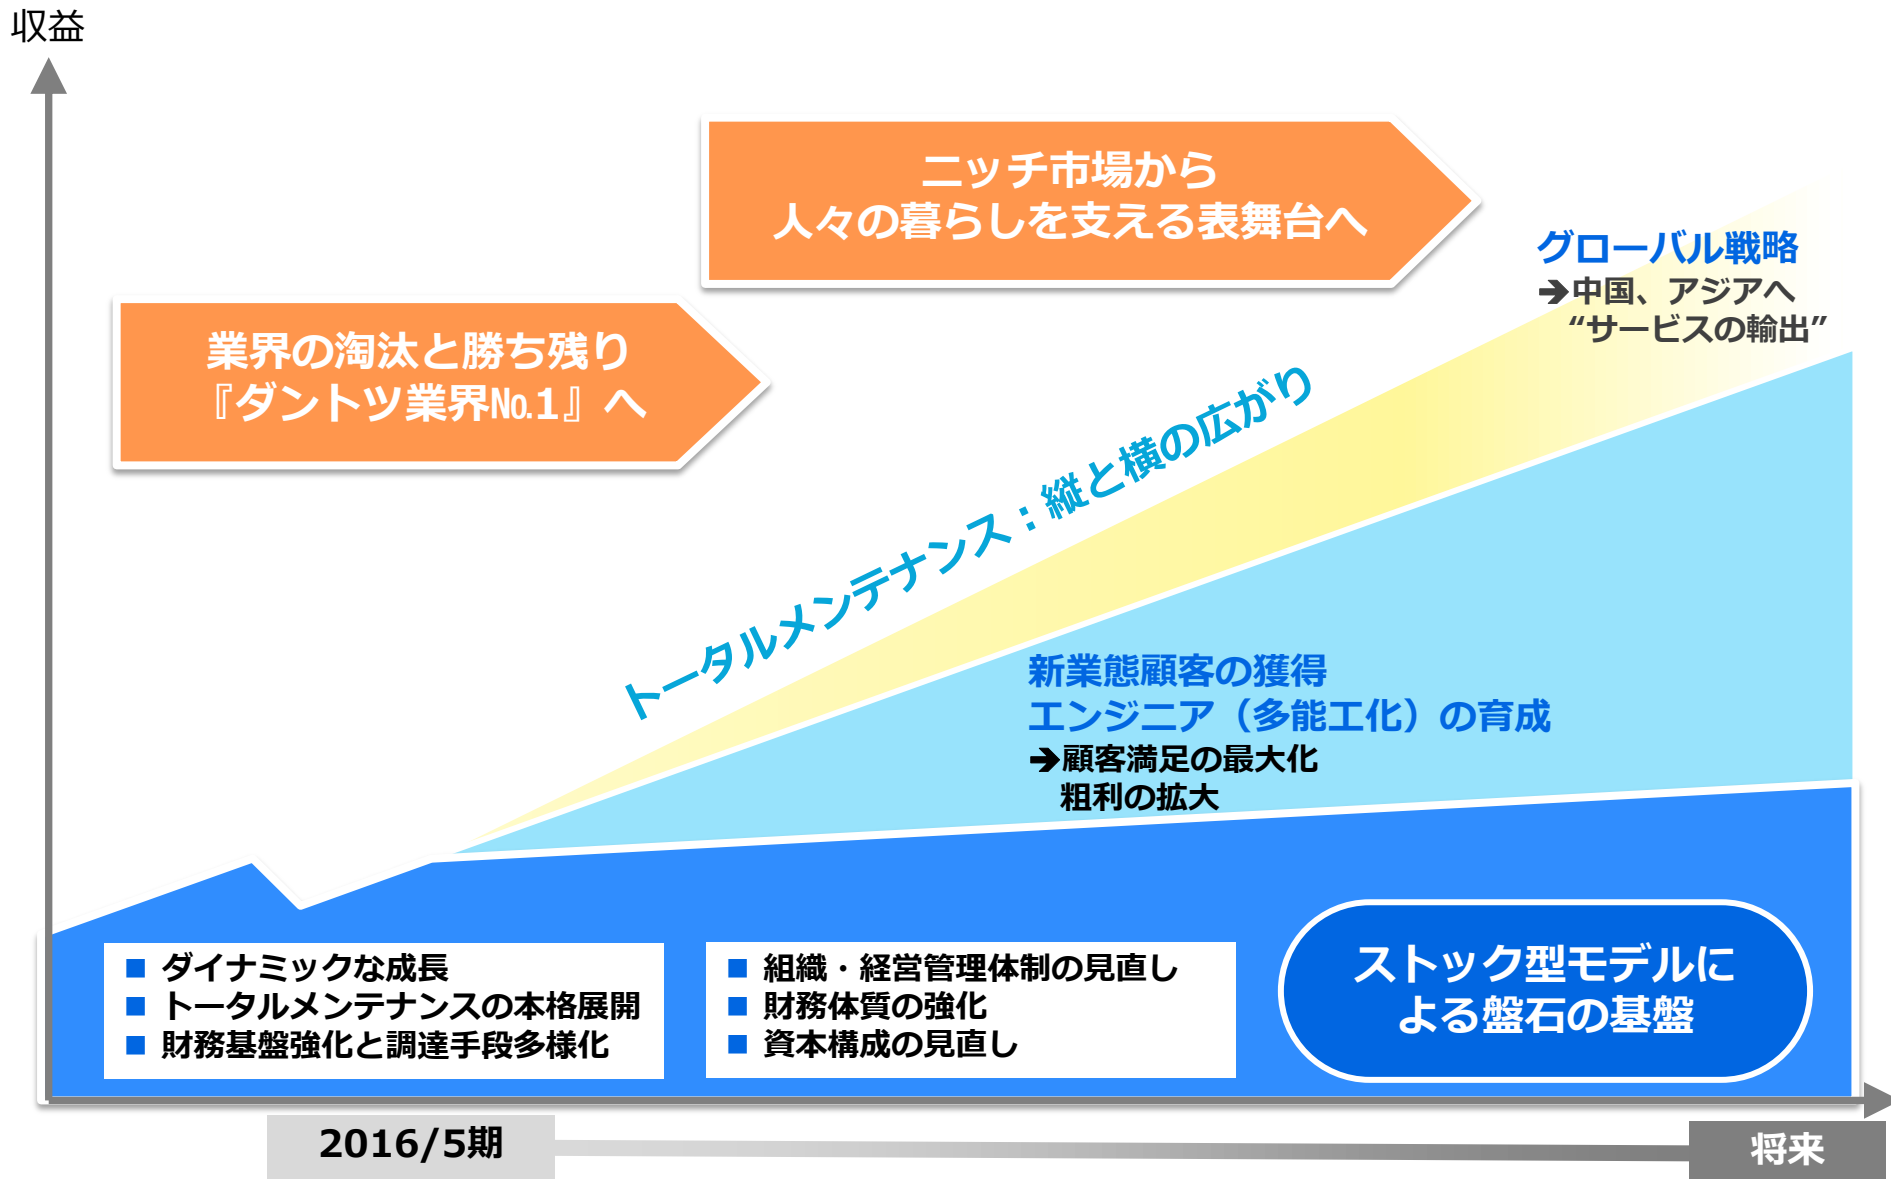 収益
ニッチ市場から
人々の暮らしを支える表舞台へ
業界の淘汰と勝ち残り
『ダントツ業界№1』へ
グローバル戦略
➔中国、アジアへ
“サービスの輸出”
トータルメンテナンス：縦と横の広がり
新業態顧客の獲得
エンジニア（多能工化）の育成
➔顧客満足の最大化
粗利の拡大
■ ダイナミックな成長
■ トータルメンテナンスの本格展開
■ 財務基盤強化と調達手段多様化
■ 組織・経営管理体制の見直し
■ 財務体質の強化
■ 資本構成の見直し
ストック型モデルに
よる盤石の基盤
2016/5期
将来